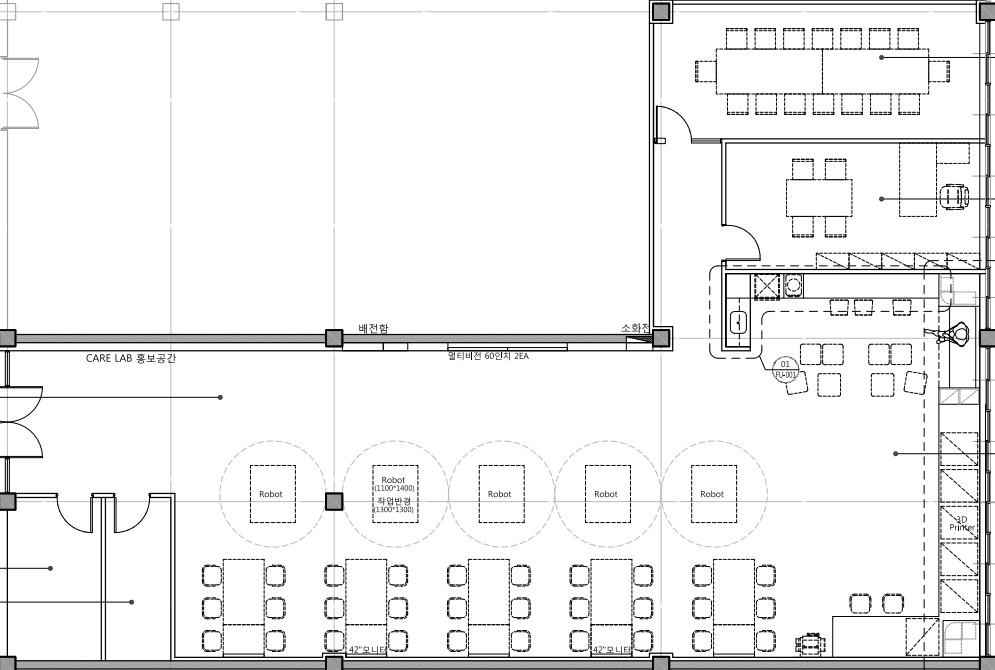 배전함
소화전
CARE LAB 홍보공간
멀티비전 60인치 2EA
01
FU-001
Robot
Robot
(1100*1400)
작업반경
(1300*1300)
Robot
Robot
Robot
3D
Printer
42"모니터
42"모니터